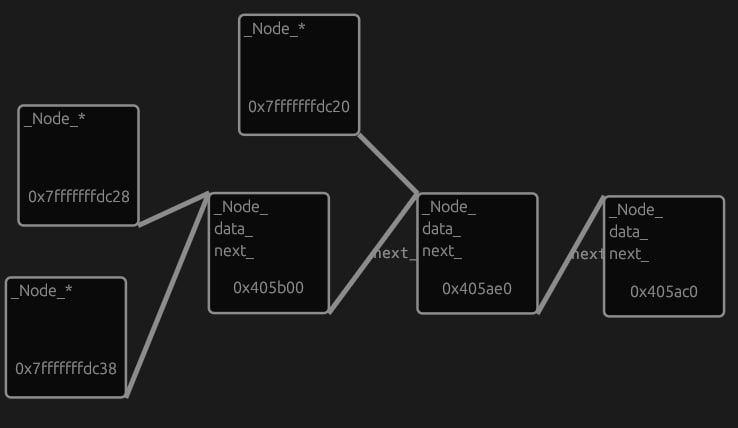 _Node_*
0x7fffffffdc20
_Node_*
0x7fffffffdc28
_Node_
data_
next_
0x405b00
next_
_Node_
data_
next_
0x405ae0
next
_Node_
data_
next_
0x405ac0
_Node_*
0x7fffffffdc38